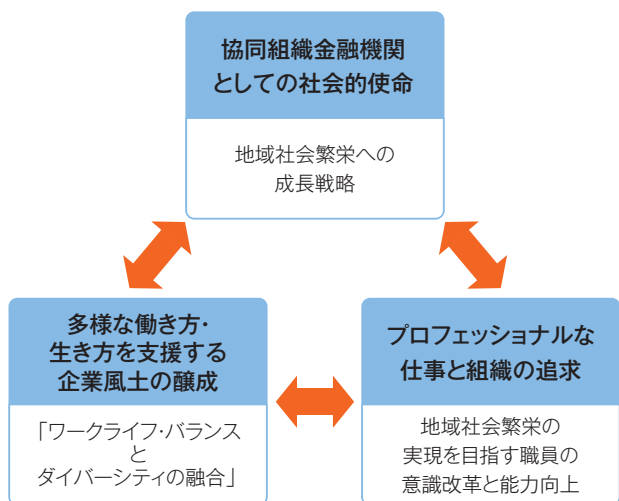 協同組織金融機関
としての社会的使命
地域社会繁栄への
成長戦略
多様な働き方・
生き方を支援する
企業風土の醸成
「ワークライフ・バランス
と
ダイバーシティの融合」
プロフェッショナルな
仕事と組織の追求
地域社会繁栄の
実現を目指す職員の
意識改革と能力向上